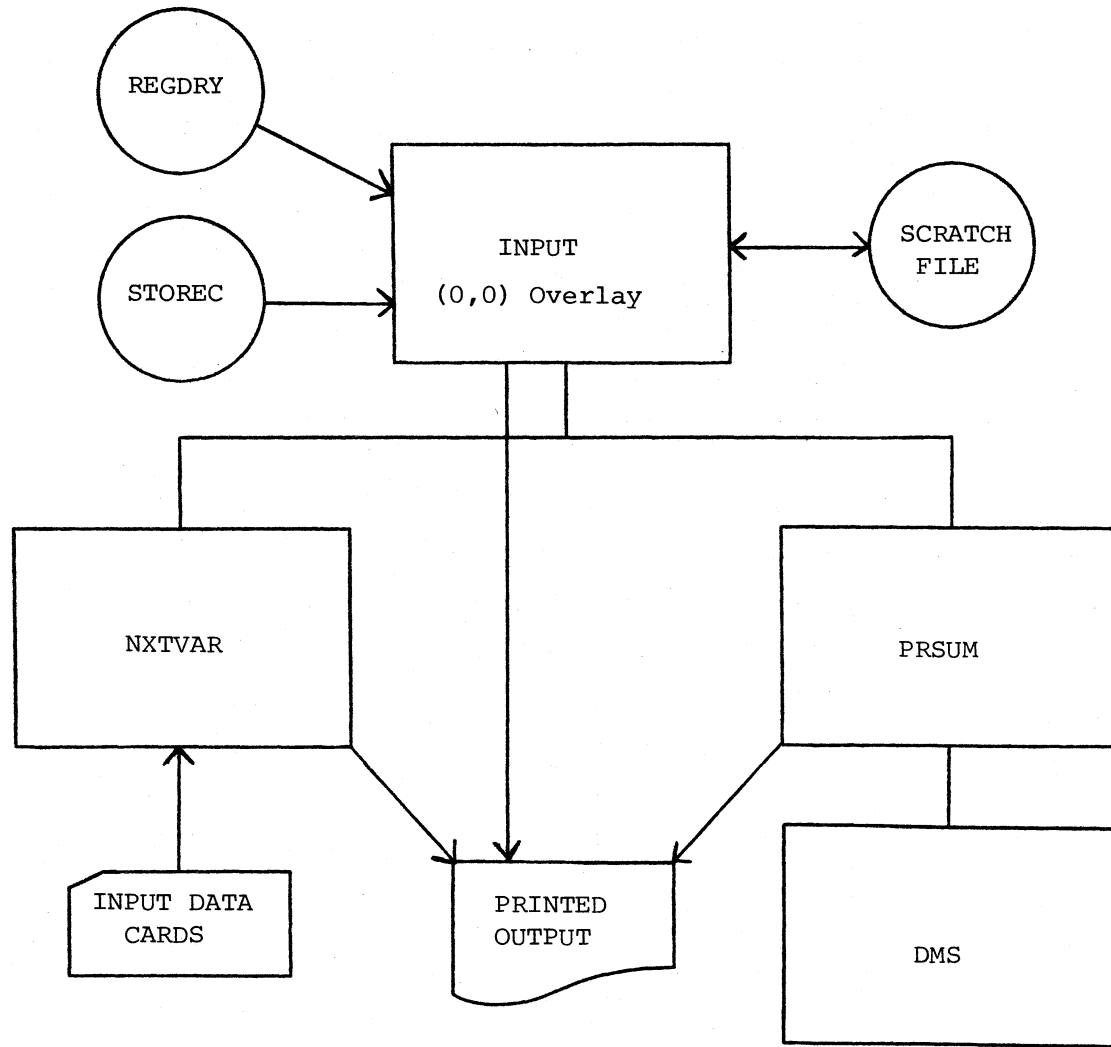 REGDRY
STOREC
INPUT
(0,0) Overlay
SCRATCH
FILE
NXTVAR
PRSUM
INPUT DATA
CARDS
PRINTED
OUTPUT
DMS